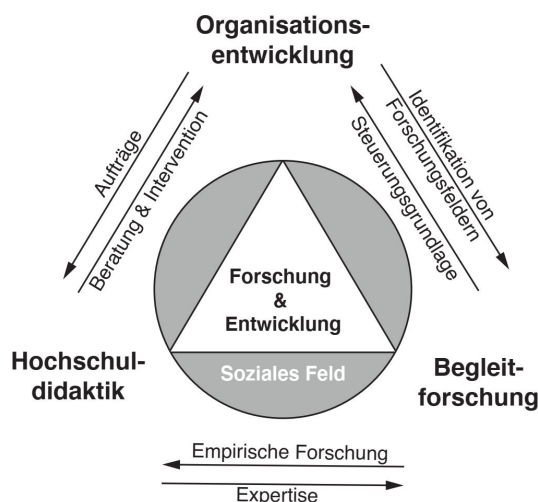 Organisations-
entwicklung
Aufträge
Beratung & Intervention
Identifikation von
Forschungsfeldern
Steuerungsgrundlage
Forschung
&
Entwicklung
Hochschul-
didaktik
Soziales Feld
Begleit-
forschung
Empirische Forschung
Expertise